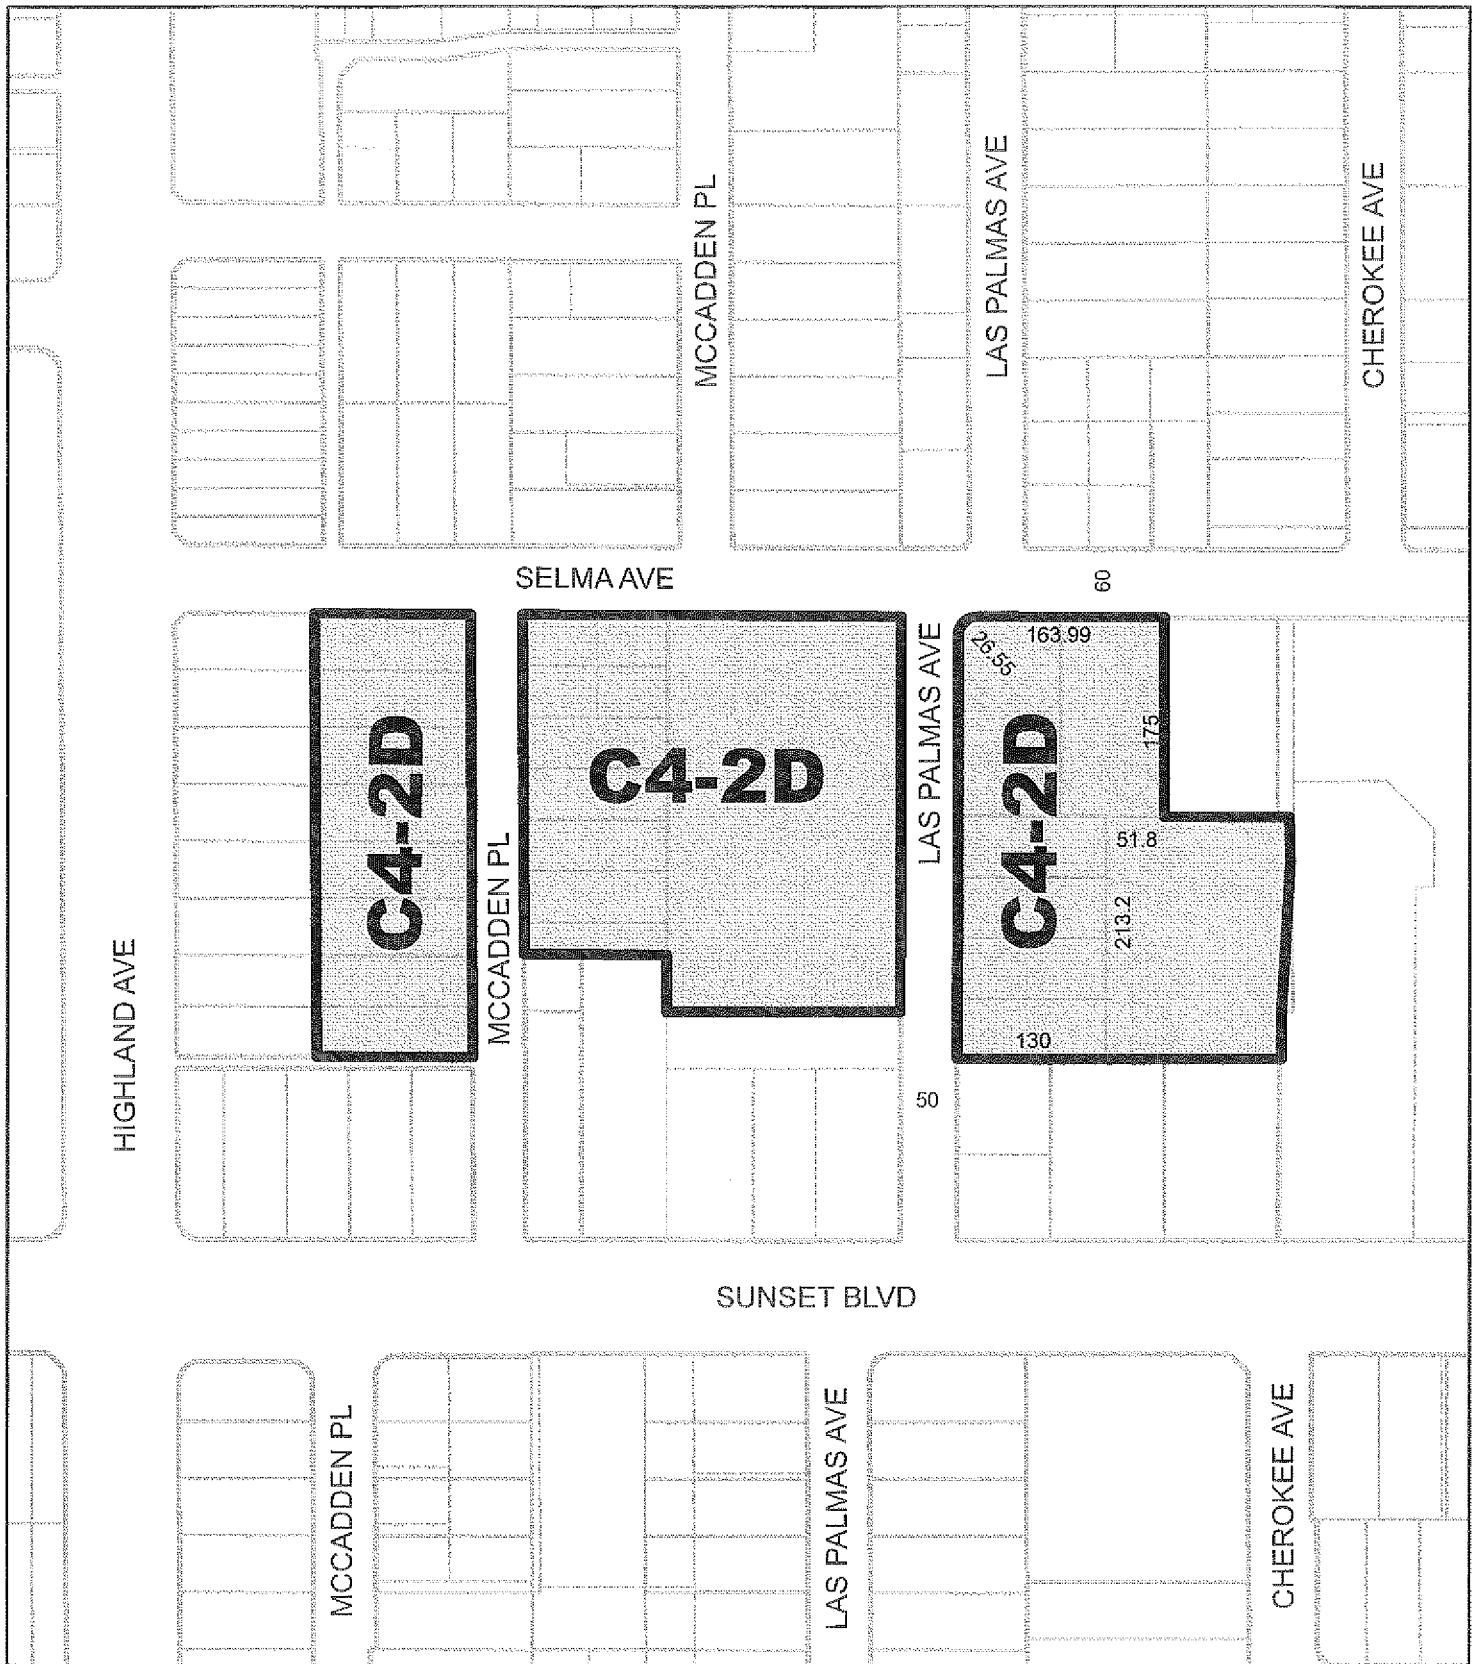 MCCADDEN PL
LAS PALMAS AVE
CHEROKEE AVE
SELMA AVE
60
163.99
26.55
C4-2D
C4-2D
C4-2D
175
LAS PALMAS AVE
51.8
MCCADDEN PL
213.2
HIGHLAND AVE
130
50
SUNSET BLVD
MCCADDEN PL
LAS PALMAS AVE
CHEROKEE AVE